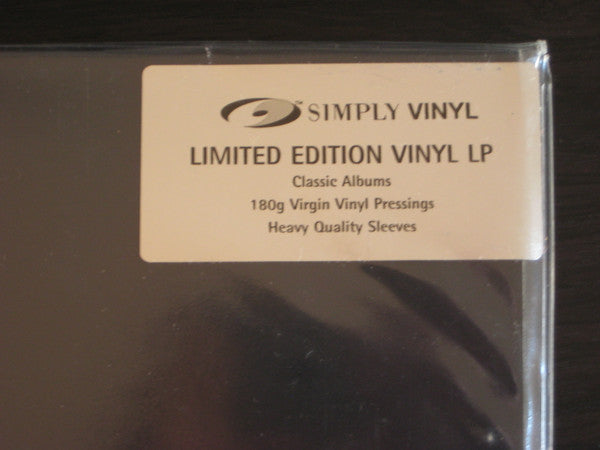 SIMPLY VINYL
LIMITED EDITION VINYL LP
Classic Albums
180g Virgin Vinyl Pressings
Heavy Quality Sleeves